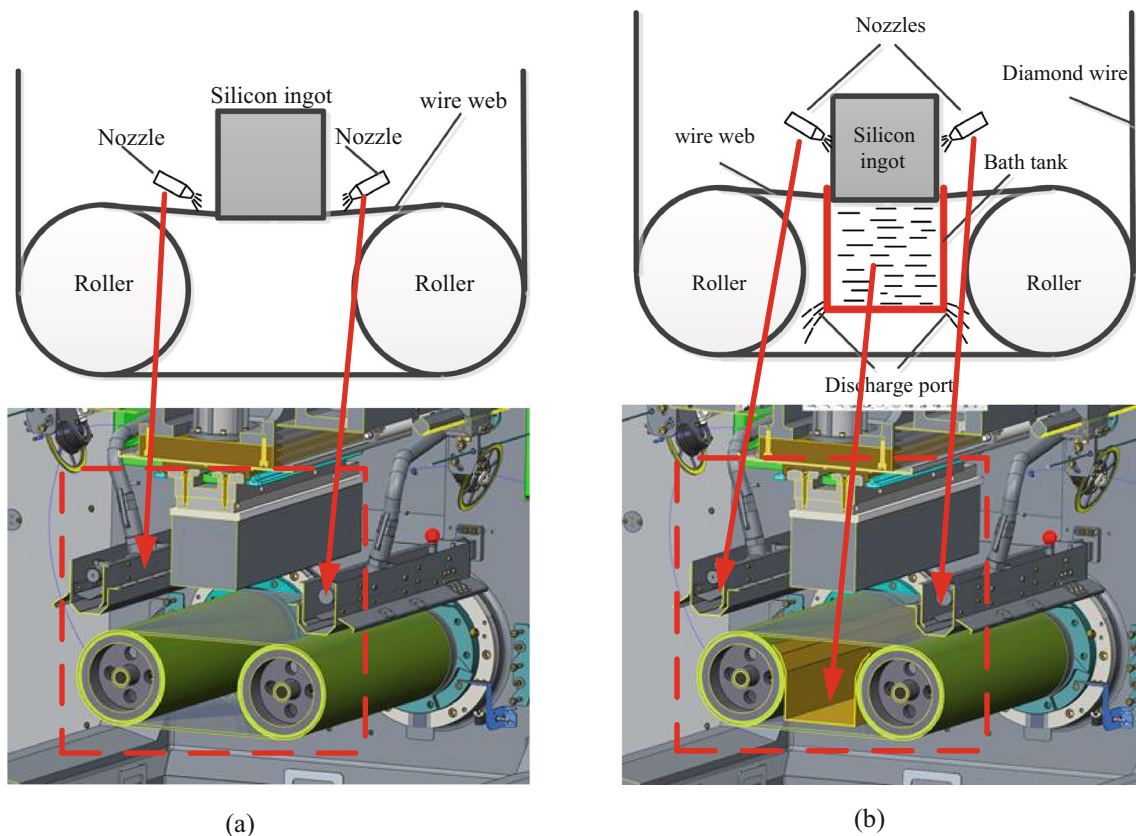 Silicon ingot
Nozzle
Nozzle
wire web
Roller
Roller
(a)
Nozzles
Diamond wire
wire web
Silicon
ingot
Bath tank
Roller
Roller
Discharge port
(b)